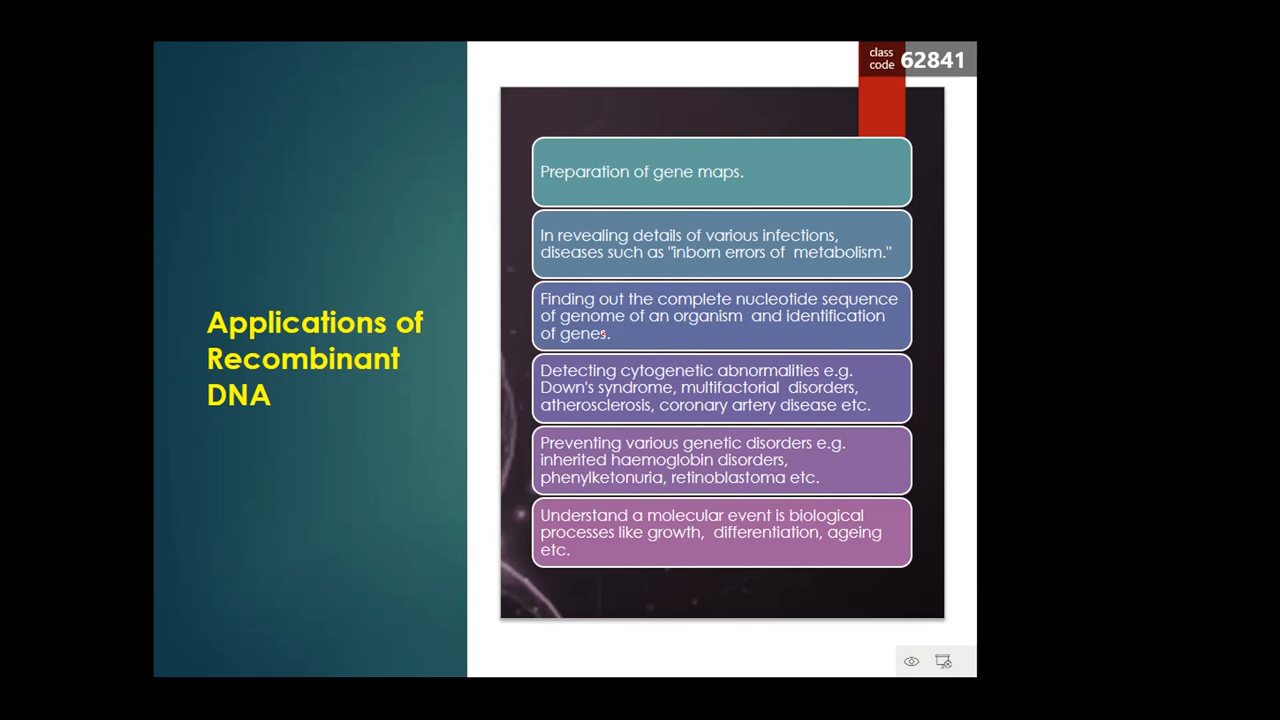 class
code 62841
Applications of
Recombinant
DNA
Preparation of gene maps.
In revealing details of various infections,
diseases such as "inborn errors of metabolism."
Finding out the complete nucleotide sequence
of genome of an organism and identification
of genes.
Detecting cytogenetic abnormalities e.g.
Down's syndrome, multifactorial disorders,
atherosclerosis, coronary artery disease etc.
Preventing various genetic disorders e.g.
inherited haemoglobin disorders,
phenylketonuria, retinoblastoma etc.
Understand a molecular event is biological
processes like growth, differentiation, ageing
etc.